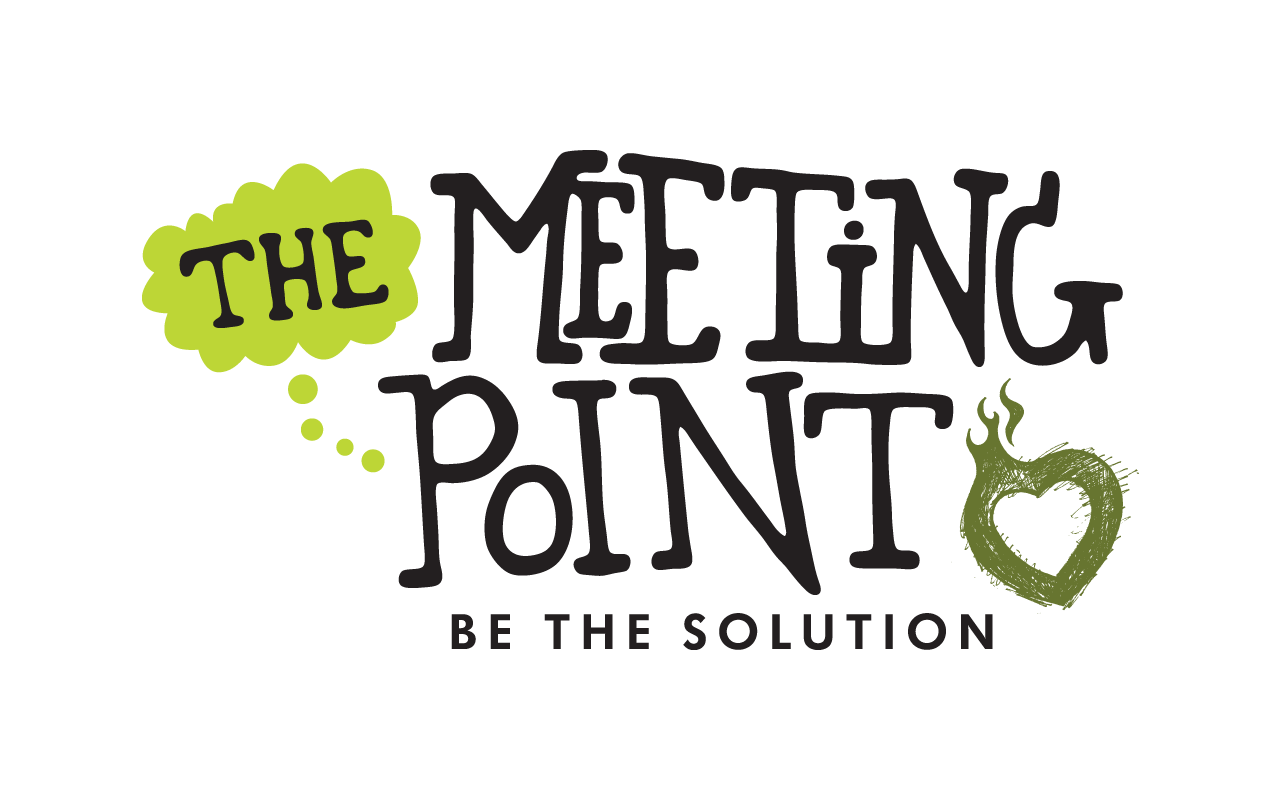 THE MEETiNG
POINT
BE THE SOLUTION